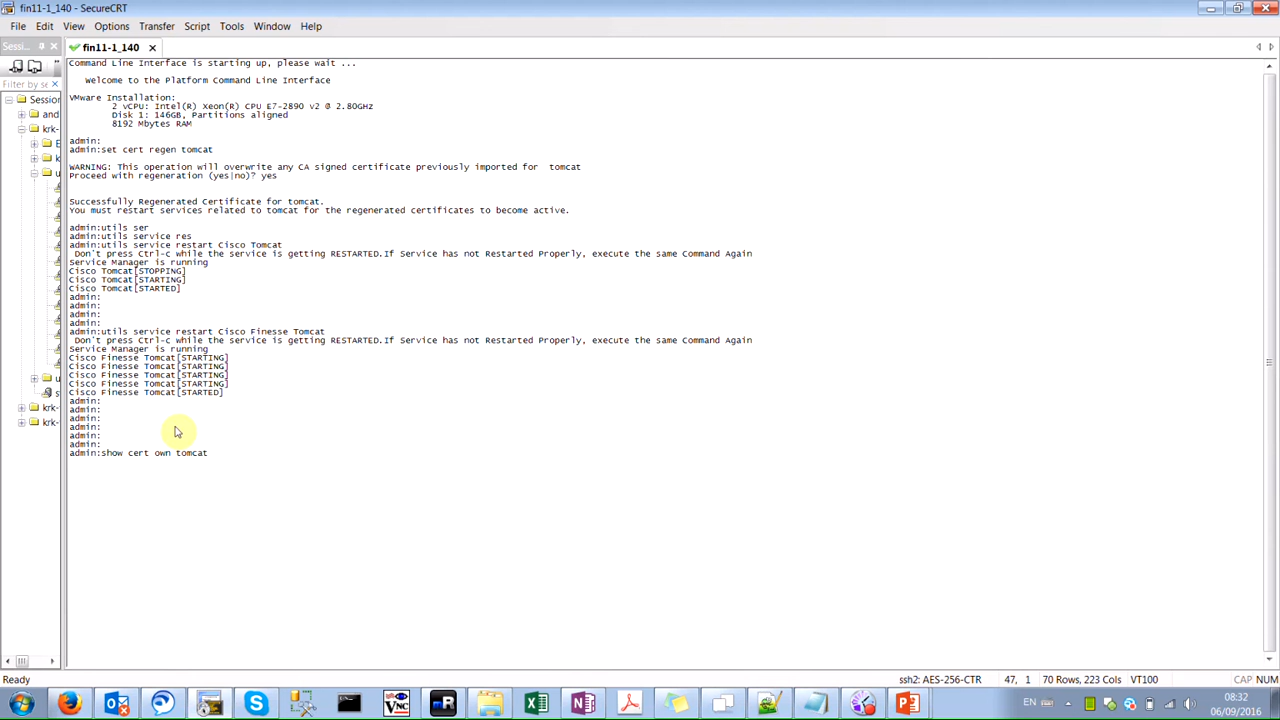 fin11-1_140 - SecureCRT
File Edit View Options Transfer Script Tools Window Help
Sessi...
fin11-1_140
Filter by se
Session
and
krk-
E
k
u
u
s
krk-
krk-
Command Line Interface is starting up, please wait ...
Welcome to the Platform Command Line Interface
VMware Installation:
2 vCPU: Intel(R) Xeon(R) CPU E7-2890 v2 @ 2.80GHz
Disk 1: 146GB, Partitions aligned
8192 Mbytes RAM
admin:
admin:set cert regen tomcat
WARNING: This operation will overwrite any CA signed certificate previously imported for  tomcat
Proceed with regeneration (yes|no)? yes
Successfully Regenerated Certificate for tomcat.
You must restart services related to tomcat for the regenerated certificates to become active.
admin:utils ser
admin:utils service res
admin:utils service restart Cisco Tomcat
Don't press Ctrl-c while the service is getting RESTARTED.If Service has not Restarted Properly, execute the same Command Again
Service Manager is running
Cisco Tomcat[STOPPING]
Cisco Tomcat[STARTING]
Cisco Tomcat[STARTED]
admin:
admin:
admin:
admin:
admin:utils service restart Cisco Finesse Tomcat
Don't press Ctrl-c while the service is getting RESTARTED.If Service has not Restarted Properly, execute the same Command Again
Service Manager is running
Cisco Finesse Tomcat[STARTING]
Cisco Finesse Tomcat[STARTING]
Cisco Finesse Tomcat[STARTING]
Cisco Finesse Tomcat[STARTING]
Cisco Finesse Tomcat[STARTED]
admin:
admin:
admin:
admin:
admin:
admin:
admin:show cert own tomcat
Ready
ssh2: AES-256-CTR 47, 1 70 Rows, 223 Cols VT100 CAP NUM
EN
08:32
06/09/2016